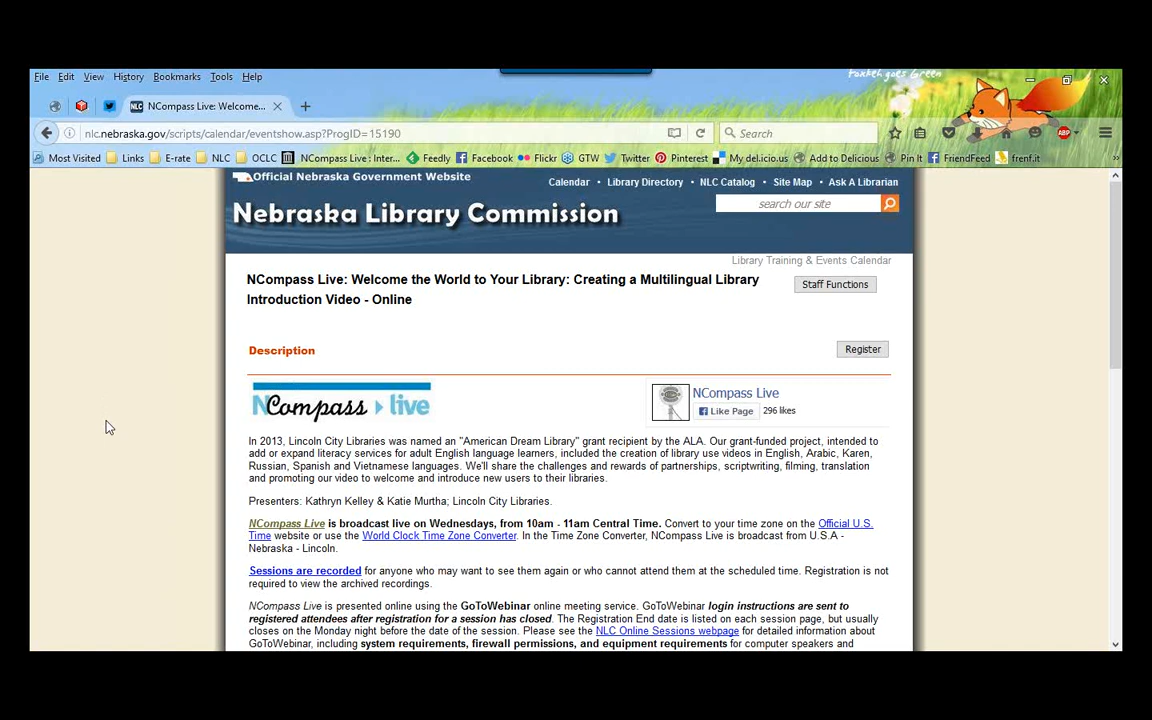 Foxkeh goes Green
File Edit View History Bookmarks Tools Help
NLC NCompass Live: Welcome...
nlc.nebraska.gov/scripts/calendar/eventshow.asp?ProgID=15190 Search ABP
Most Visited Links E-rate NLC OCLC NCompass Live : Inter... Feedly Facebook Flickr GTW Twitter Pinterest My del.icio.us Add to Delicious Pin It FriendFeed frenf.it
Official Nebraska Government Website
Calendar • Library Directory • NLC Catalog • Site Map • Ask A Librarian
search our site
Nebraska Library Commission
Library Training & Events Calendar
NCompass Live: Welcome the World to Your Library: Creating a Multilingual Library
Introduction Video - Online
Staff Functions
Description
Register
NCompass live
NCompass Live
Like Page 296 likes
In 2013, Lincoln City Libraries was named an "American Dream Library" grant recipient by the ALA. Our grant-funded project, intended to
add or expand literacy services for adult English language learners, included the creation of library use videos in English, Arabic, Karen,
Russian, Spanish and Vietnamese languages. We'll share the challenges and rewards of partnerships, scriptwriting, filming, translation
and promoting our video to welcome and introduce new users to their libraries.
Presenters: Kathryn Kelley & Katie Murtha; Lincoln City Libraries.
NCompass Live is broadcast live on Wednesdays, from 10am - 11am Central Time. Convert to your time zone on the Official U.S.
Time website or use the World Clock Time Zone Converter. In the Time Zone Converter, NCompass Live is broadcast from U.S.A -
Nebraska - Lincoln.
Sessions are recorded for anyone who may want to see them again or who cannot attend them at the scheduled time. Registration is not
required to view the archived recordings.
NCompass Live is presented online using the GoToWebinar online meeting service. GoToWebinar login instructions are sent to
registered attendees after registration for a session has closed. The Registration End date is listed on each session page, but usually
closes on the Monday night before the date of the session. Please see the NLC Online Sessions webpage for detailed information about
GoToWebinar, including system requirements, firewall permissions, and equipment requirements for computer speakers and